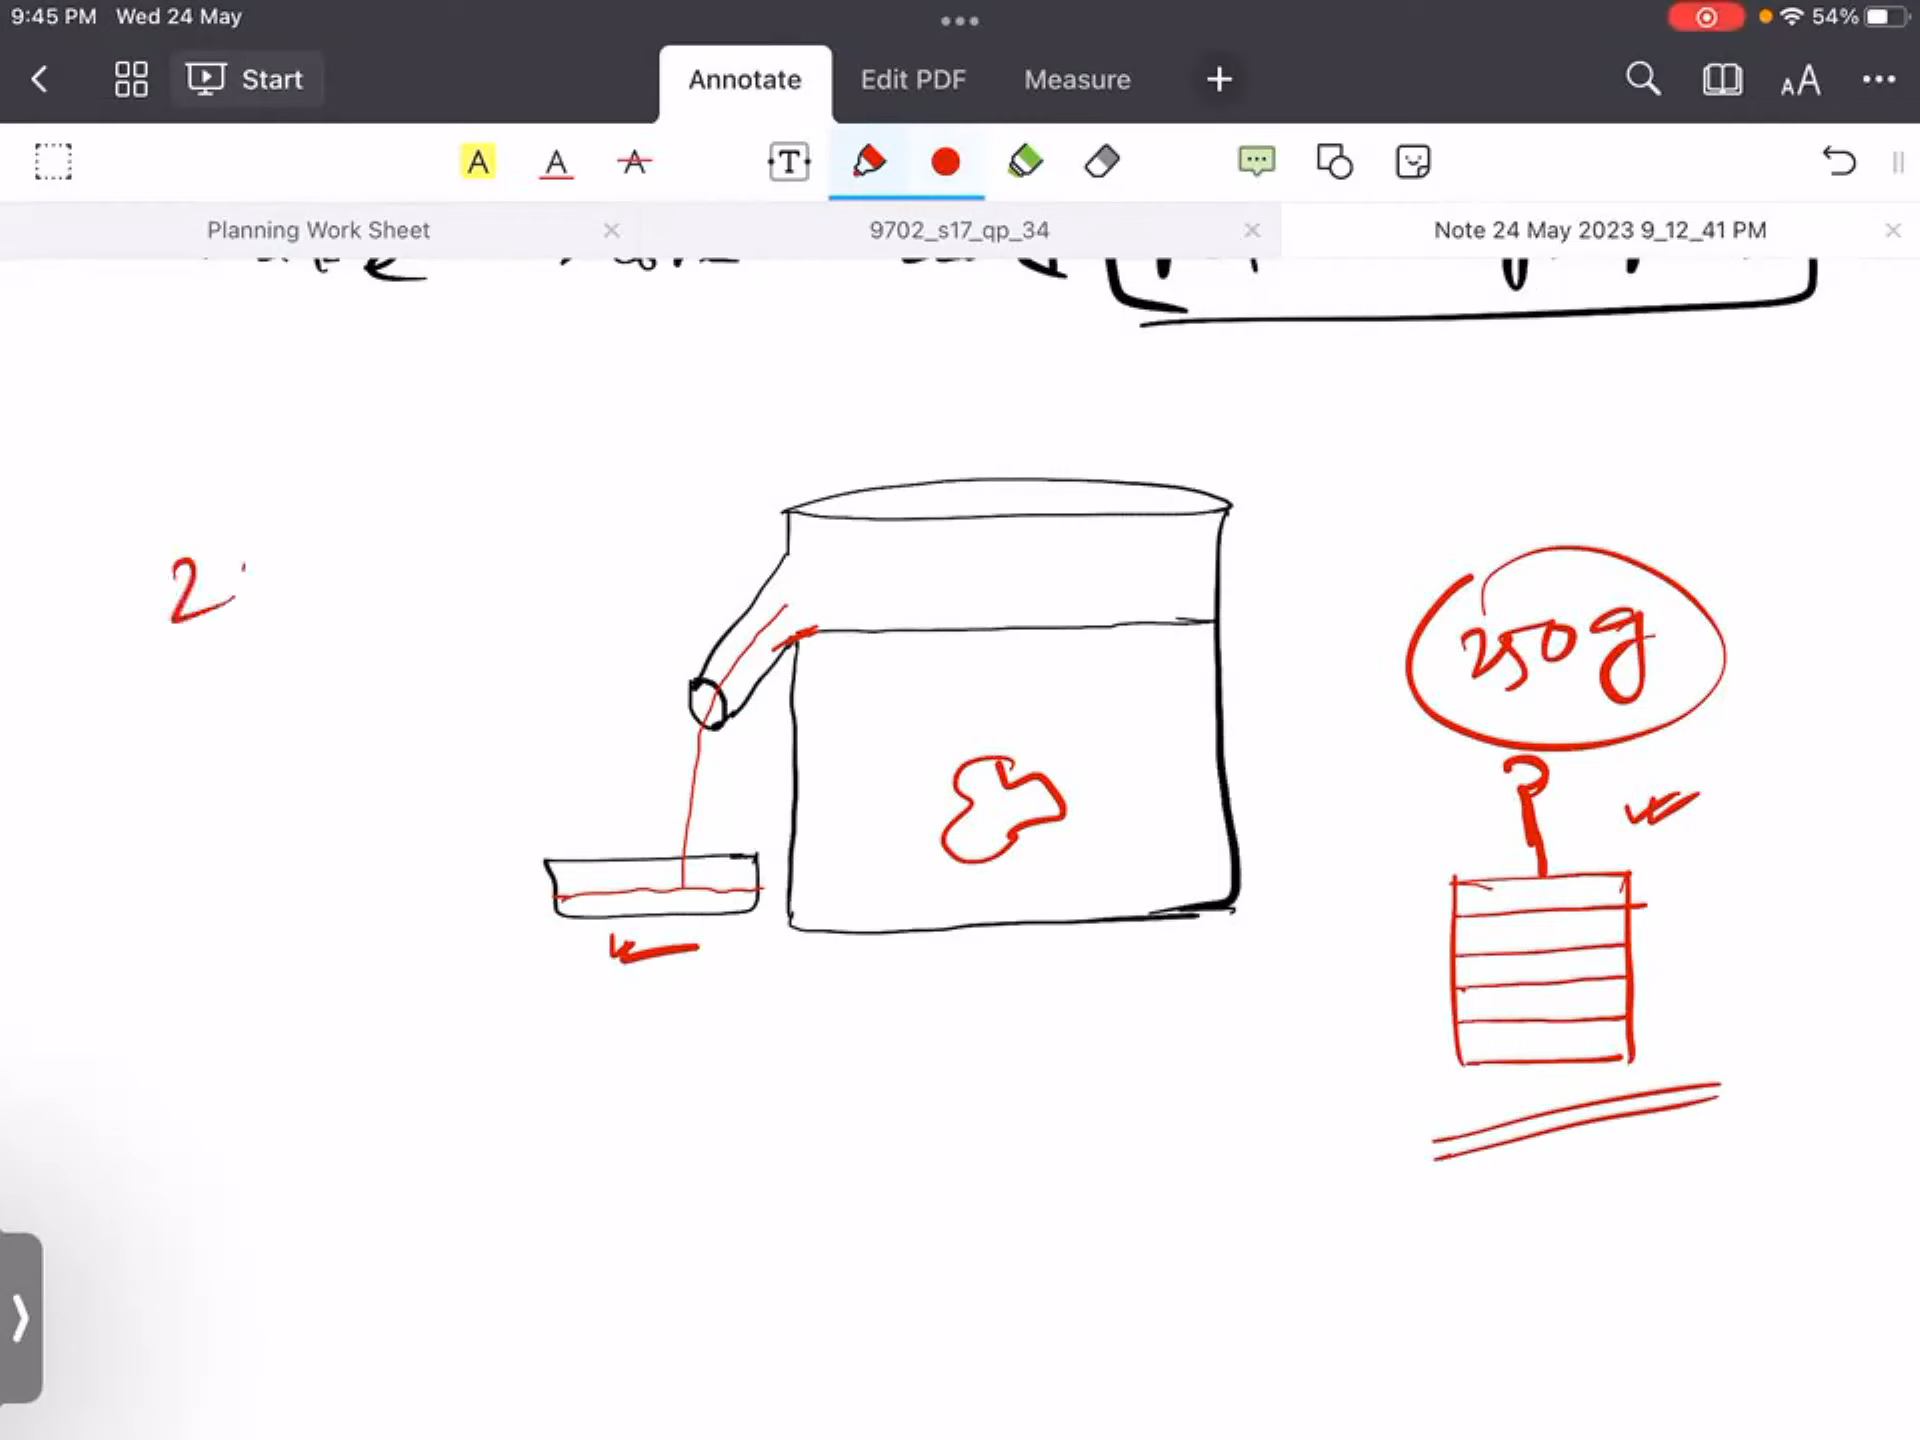 9:45 PM Wed 24 May
54%
Start
Annotate
Edit PDF
Measure
AA
A A A T
Planning Work Sheet
9702_s17_qp_34
Note 24 May 2023 9_12_41 PM
2
250g